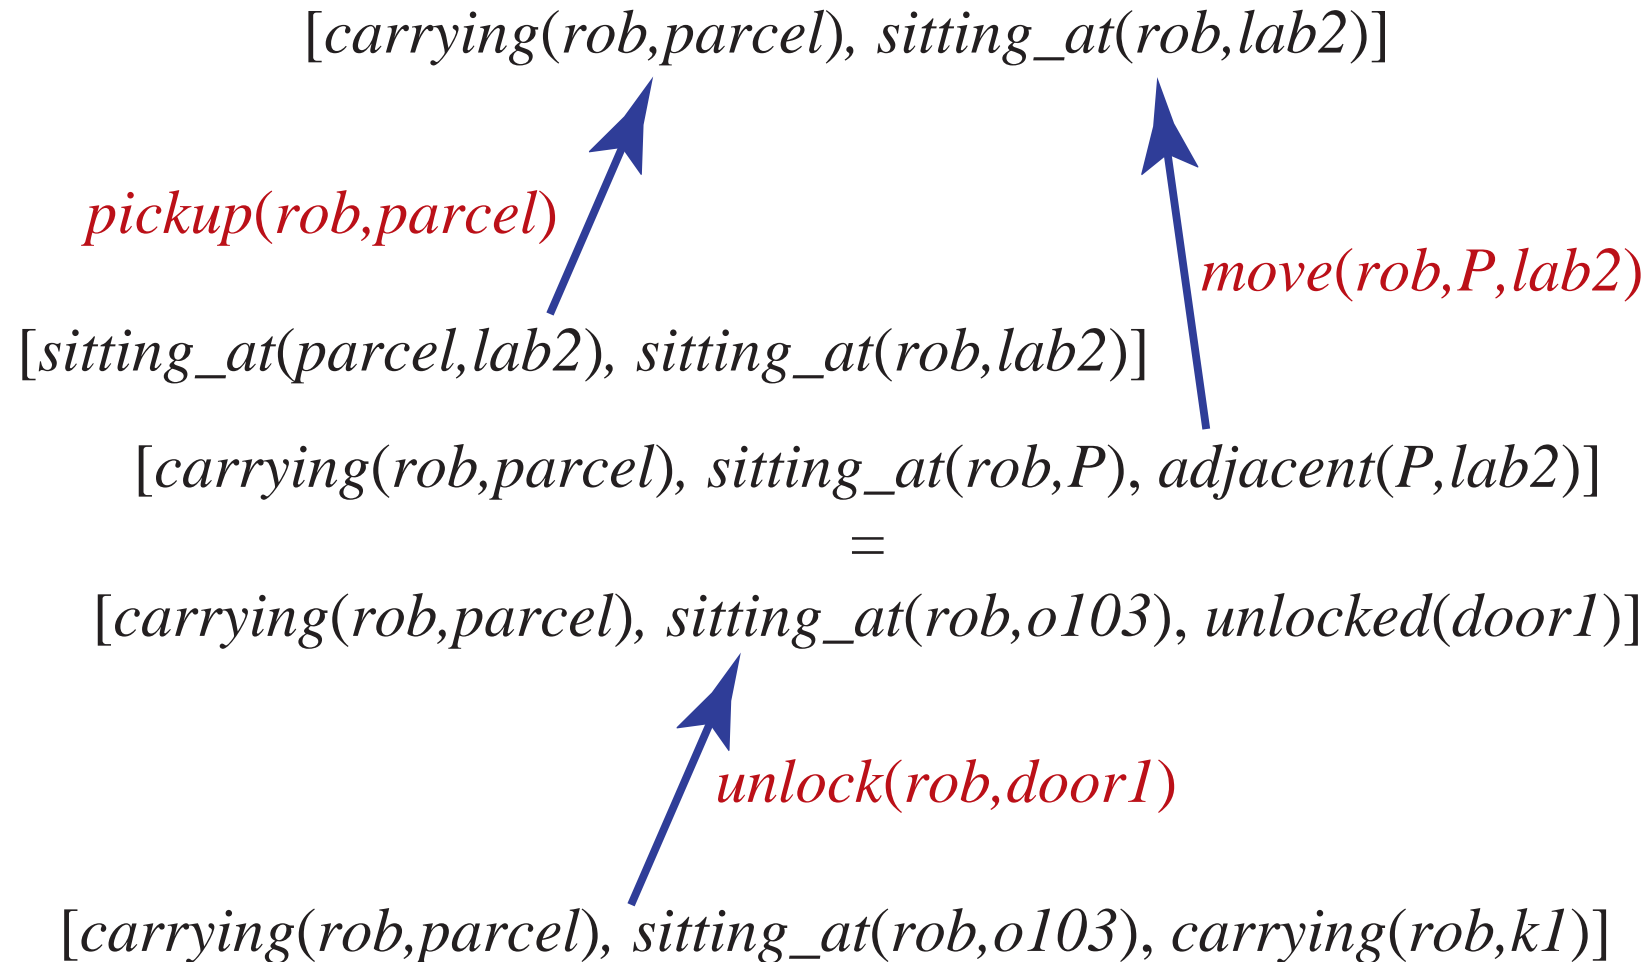 [carrying(rob,parcel), sitting_at(rob,lab2)]
pickup(rob,parcel)
move(rob,P,lab2)
[sitting_at(parcel,lab2), sitting_at(rob,lab2)]
[carrying(rob,parcel), sitting_at(rob,P), adjacent(P,lab2)]
=
[carrying(rob,parcel), sitting_at(rob,o103), unlocked(door1)]
unlock(rob,door1)
[carrying(rob,parcel), sitting_at(rob,o103), carrying(rob,k1)]